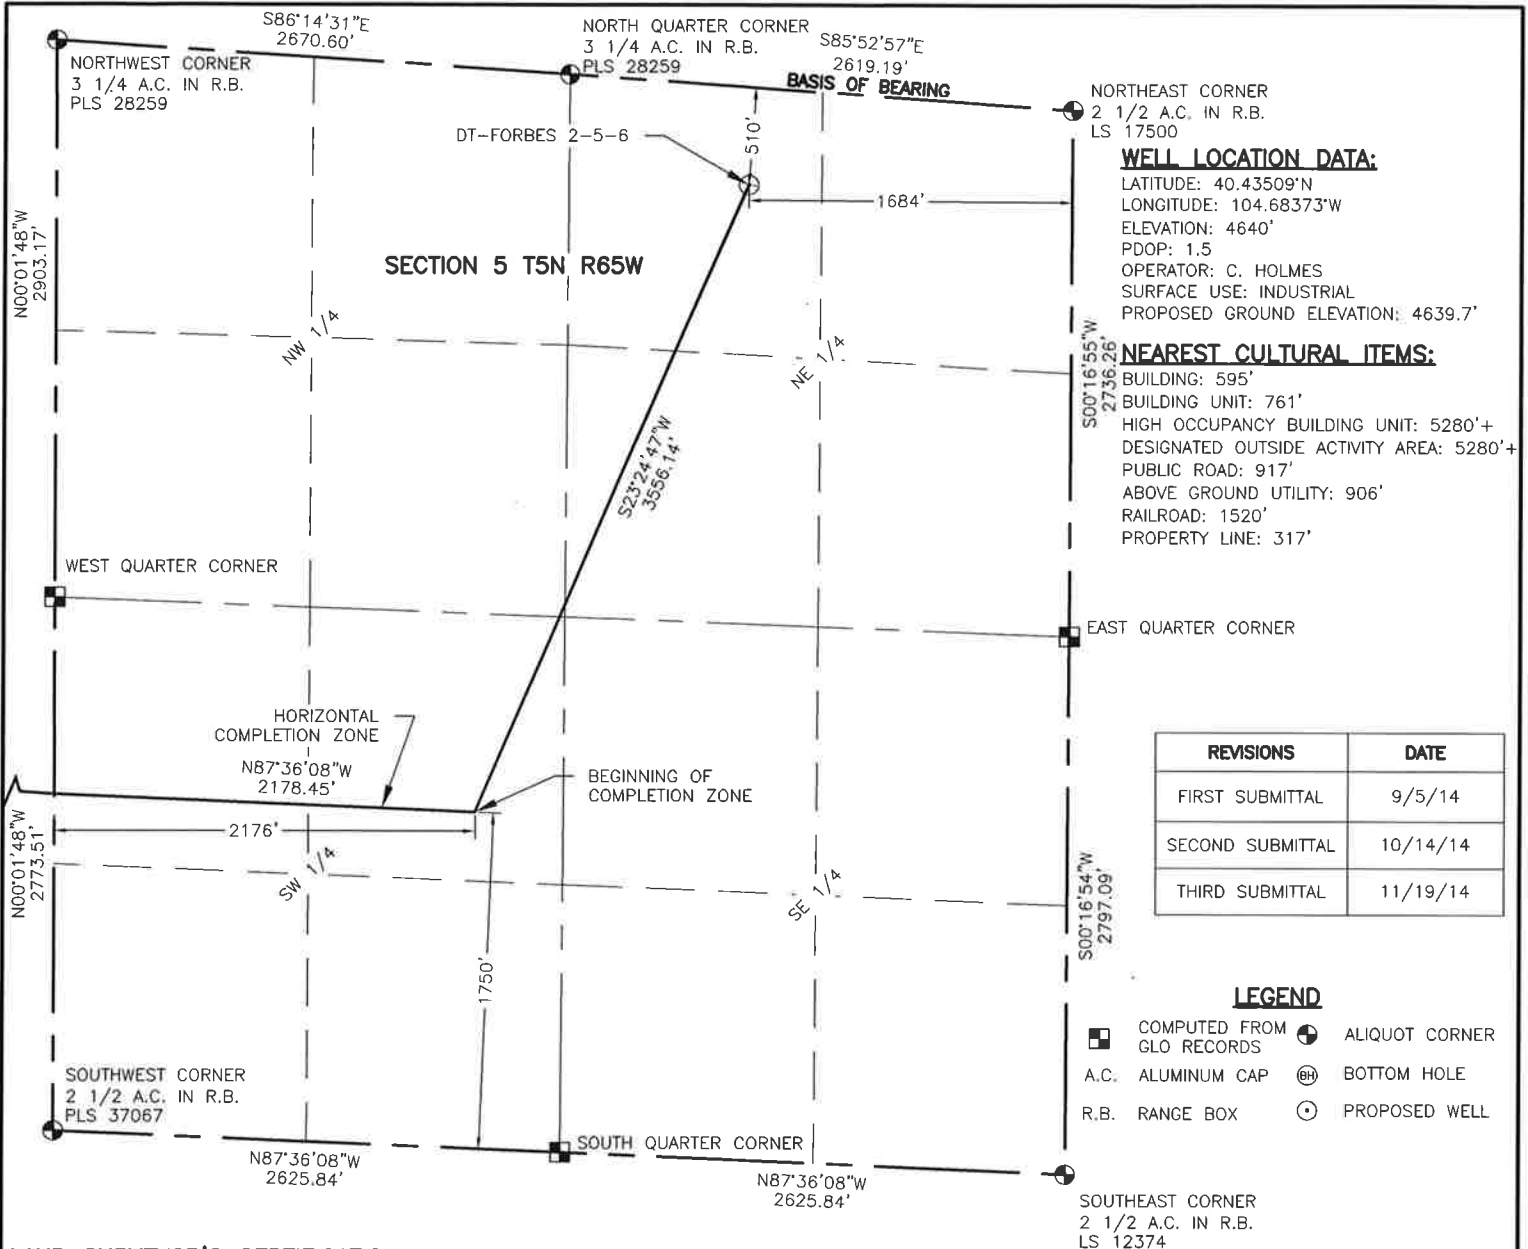 S86°14'31"E
2670.60'
NORTH QUARTER CORNER
3 1/4 A.C. IN R.B.
PLS 28259
S85°52'57"E
2619.19'
BASIS OF BEARING
NORTHWEST CORNER
3 1/4 A.C. IN R.B.
PLS 28259
NORTHEAST CORNER
2 1/2 A.C. IN R.B.
LS 17500
DT-FORBES 2-5-6
510'
1684'
WELL LOCATION DATA:
LATITUDE: 40.43509°N
LONGITUDE: 104.68373°W
ELEVATION: 4640'
PDOP: 1.5
OPERATOR: C. HOLMES
SURFACE USE: INDUSTRIAL
PROPOSED GROUND ELEVATION: 4639.7'
N00°01'48"W
2903.17'
SECTION 5 T5N R65W
NW 1/4
NE 1/4
S00°16'55"W
2736.26'
NEAREST CULTURAL ITEMS:
BUILDING: 595'
BUILDING UNIT: 761'
HIGH OCCUPANCY BUILDING UNIT: 5280'+
DESIGNATED OUTSIDE ACTIVITY AREA: 5280'+
PUBLIC ROAD: 917'
ABOVE GROUND UTILITY: 906'
RAILROAD: 1520'
PROPERTY LINE: 317'
S23°24'47"W
3556.14'
WEST QUARTER CORNER
EAST QUARTER CORNER
HORIZONTAL
COMPLETION ZONE
N87°36'08"W
2178.45'
BEGINNING OF
COMPLETION ZONE
2176'
N00°01'48"W
2773.51'
SW 1/4
SE 1/4
1750'
S00°16'54"W
2797.09'
REVISIONS DATE
FIRST SUBMITTAL 9/5/14
SECOND SUBMITTAL 10/14/14
THIRD SUBMITTAL 11/19/14
LEGEND
COMPUTED FROM
GLO RECORDS
ALIQUOT CORNER
A.C. ALUMINUM CAP
BH BOTTOM HOLE
R.B. RANGE BOX
PROPOSED WELL
SOUTHWEST CORNER
2 1/2 A.C. IN R.B.
PLS 37067
SOUTH QUARTER CORNER
N87°36'08"W
2625.84'
N87°36'08"W
2625.84'
SOUTHEAST CORNER
2 1/2 A.C. IN R.B.
LS 12374